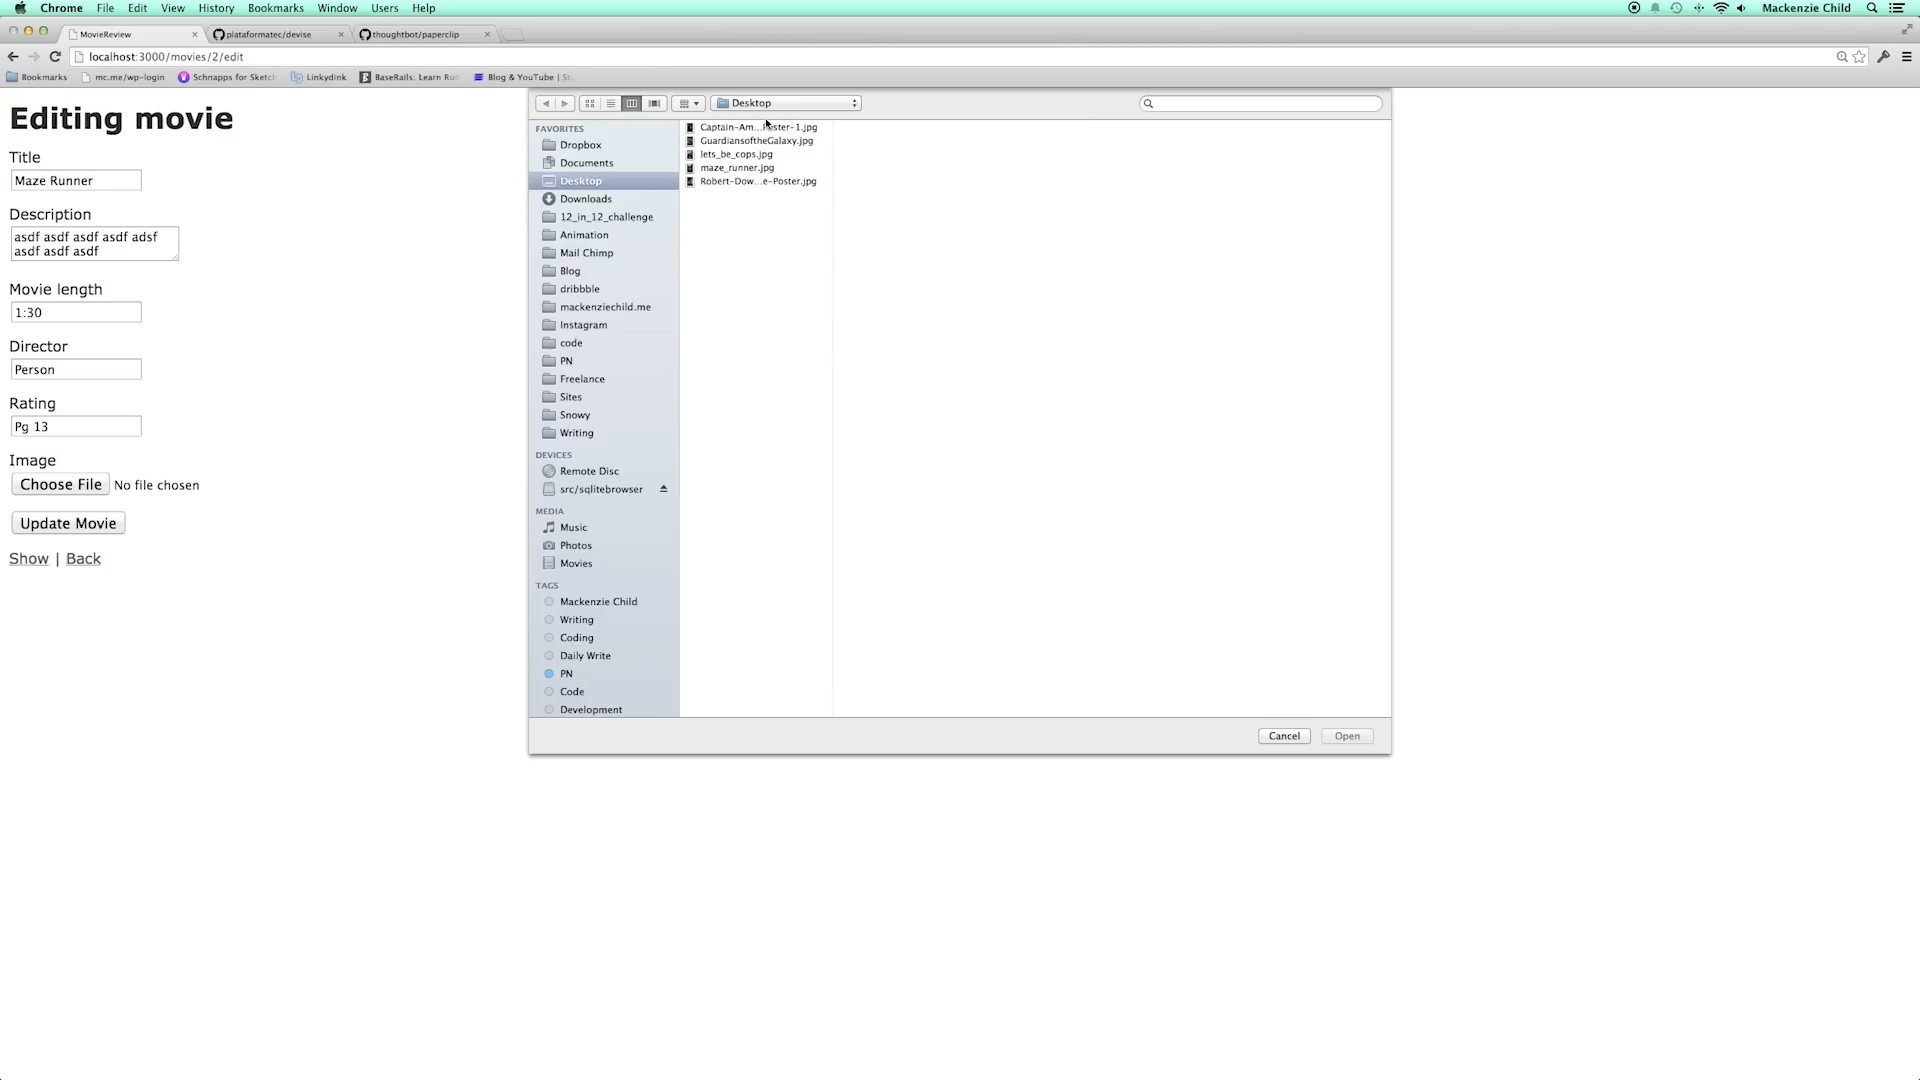 Chrome File Edit View History Bookmarks Window Users Help Mackenzie Child
MovieReview plataformatec/devise thoughtbot/paperclip
localhost:3000/movies/2/edit
Bookmarks mc.me/wp-login Schnapps for Sketch Linkydink BaseRails: Learn Ru Blog & YouTube | St
Editing movie
Title
Maze Runner
Description
asdf asdf asdf asdf adsf
asdf asdf asdf
Movie length
1:30
Director
Person
Rating
Pg 13
Image
Choose File No file chosen
Update Movie
Show | Back
Desktop
FAVORITES
Dropbox
Documents
Desktop
Downloads
12_in_12_challenge
Animation
Mail Chimp
Blog
dribbble
mackenziechild.me
Instagram
code
PN
Freelance
Sites
Snowy
Writing
DEVICES
Remote Disc
src/sqlitebrowser
MEDIA
Music
Photos
Movies
TAGS
Mackenzie Child
Writing
Coding
Daily Write
PN
Code
Development
Captain-Am...Poster-1.jpg
GuardiansoftheGalaxy.jpg
lets_be_cops.jpg
maze_runner.jpg
Robert-Dow...e-Poster.jpg
Cancel Open